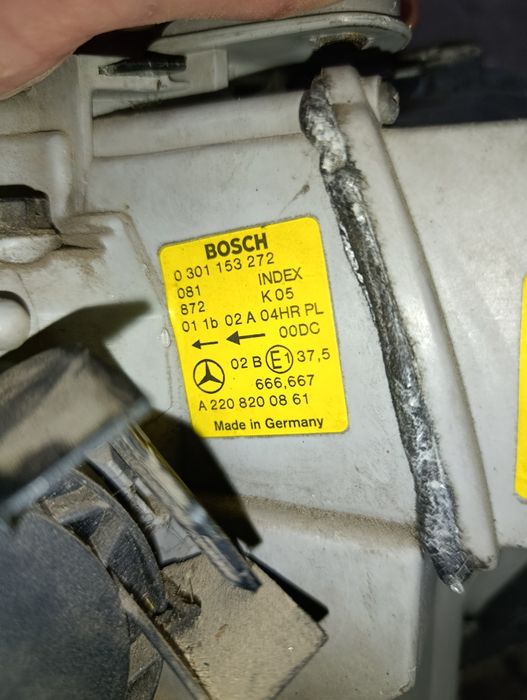 BOSCH
0 301 153 272
081 INDEX
872 K 05
01 1b 02 A 04HR PL
← ← 00DC
02 B E1 37,5
666,667
A 220 820 08 61
Made in Germany